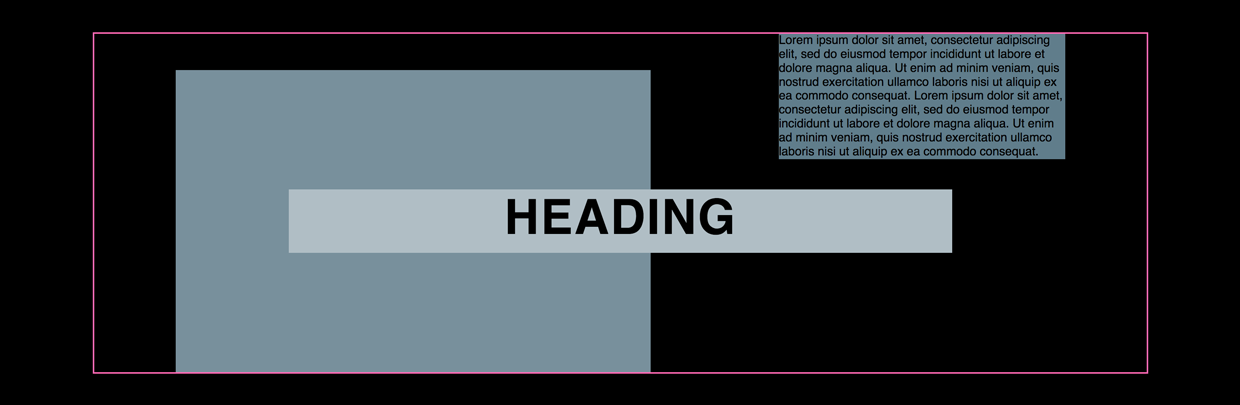 Lorem ipsum dolor sit amet, consectetur adipiscing
elit, sed do eiusmod tempor incididunt ut labore et
dolore magna aliqua. Ut enim ad minim veniam, quis
nostrud exercitation ullamco laboris nisi ut aliquip ex
ea commodo consequat. Lorem ipsum dolor sit amet,
consectetur adipiscing elit, sed do eiusmod tempor
incididunt ut labore et dolore magna aliqua. Ut enim
ad minim veniam, quis nostrud exercitation ullamco
laboris nisi ut aliquip ex ea commodo consequat.
HEADING